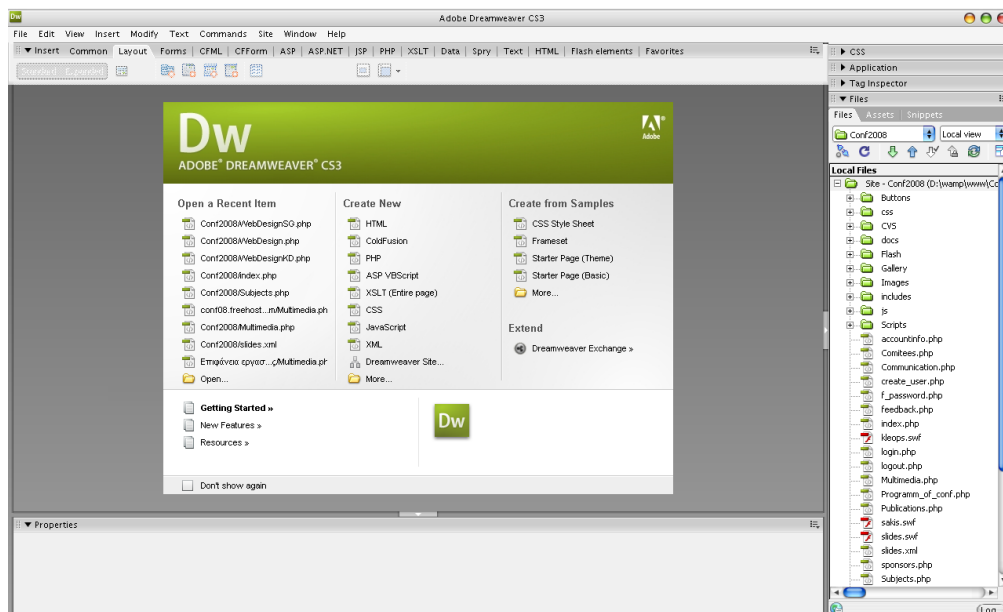 Dw
Adobe Dreamweaver CS3
File Edit View Insert Modify Text Commands Site Window Help
▼ Insert Common Layout Forms CFML CFForm ASP ASP.NET JSP PHP XSLT Data Spry Text HTML Flash elements Favorites
Standard Expanded
Dw
ADOBE® DREAMWEAVER® CS3
Adobe
Open a Recent Item
Conf2008/WebDesignSG.php
Conf2008/WebDesign.php
Conf2008/WebDesignKD.php
Conf2008/index.php
Conf2008/Subjects.php
conf08.freehost...m/Multimedia.ph
Conf2008/Multimedia.php
Conf2008/slides.xml
Επιφάνεια εργασ...ς/Multimedia.ph
Open...
Create New
HTML
ColdFusion
PHP
ASP VBScript
XSLT (Entire page)
CSS
JavaScript
XML
Dreamweaver Site...
More...
Create from Samples
CSS Style Sheet
Frameset
Starter Page (Theme)
Starter Page (Basic)
More...
Extend
Dreamweaver Exchange »
Getting Started »
New Features »
Resources »
Dw
Don't show again
▼ Properties
CSS
Application
Tag Inspector
Files
Files Assets Snippets
Conf2008 Local view
Local Files
Site - Conf2008 (D:\wamp\www\Co
Buttons
css
CVS
docs
Flash
Gallery
Images
includes
js
Scripts
accountinfo.php
Comitees.php
Communication.php
create_user.php
f_password.php
feedback.php
index.php
kleops.swf
login.php
logout.php
Multimedia.php
Programm_of_conf.php
Publications.php
sakis.swf
slides.swf
slides.xml
sponsors.php
Subjects.php
Log